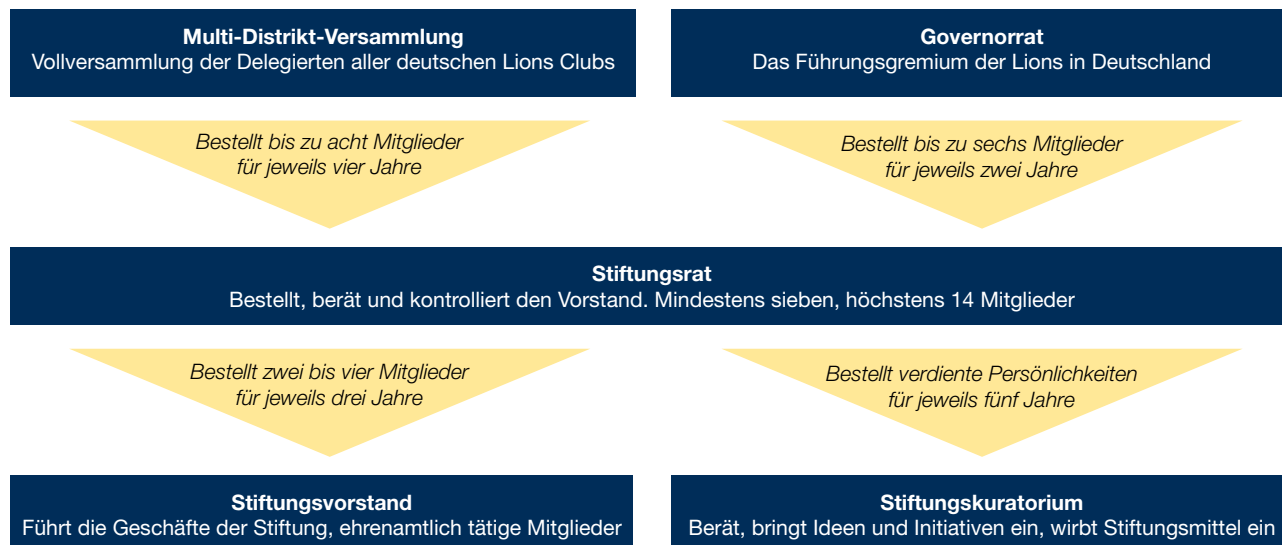 Multi-Distrikt-Versammlung
Vollversammlung der Delegierten aller deutschen Lions Clubs
Governorrat
Das Führungsgremium der Lions in Deutschland
Bestellt bis zu acht Mitglieder
für jeweils vier Jahre
Bestellt bis zu sechs Mitglieder
für jeweils zwei Jahre
Stiftungsrat
Bestellt, berät und kontrolliert den Vorstand. Mindestens sieben, höchstens 14 Mitglieder
Bestellt zwei bis vier Mitglieder
für jeweils drei Jahre
Bestellt verdiente Persönlichkeiten
für jeweils fünf Jahre
Stiftungsvorstand
Führt die Geschäfte der Stiftung, ehrenamtlich tätige Mitglieder
Stiftungskuratorium
Berät, bringt Ideen und Initiativen ein, wirbt Stiftungsmittel ein